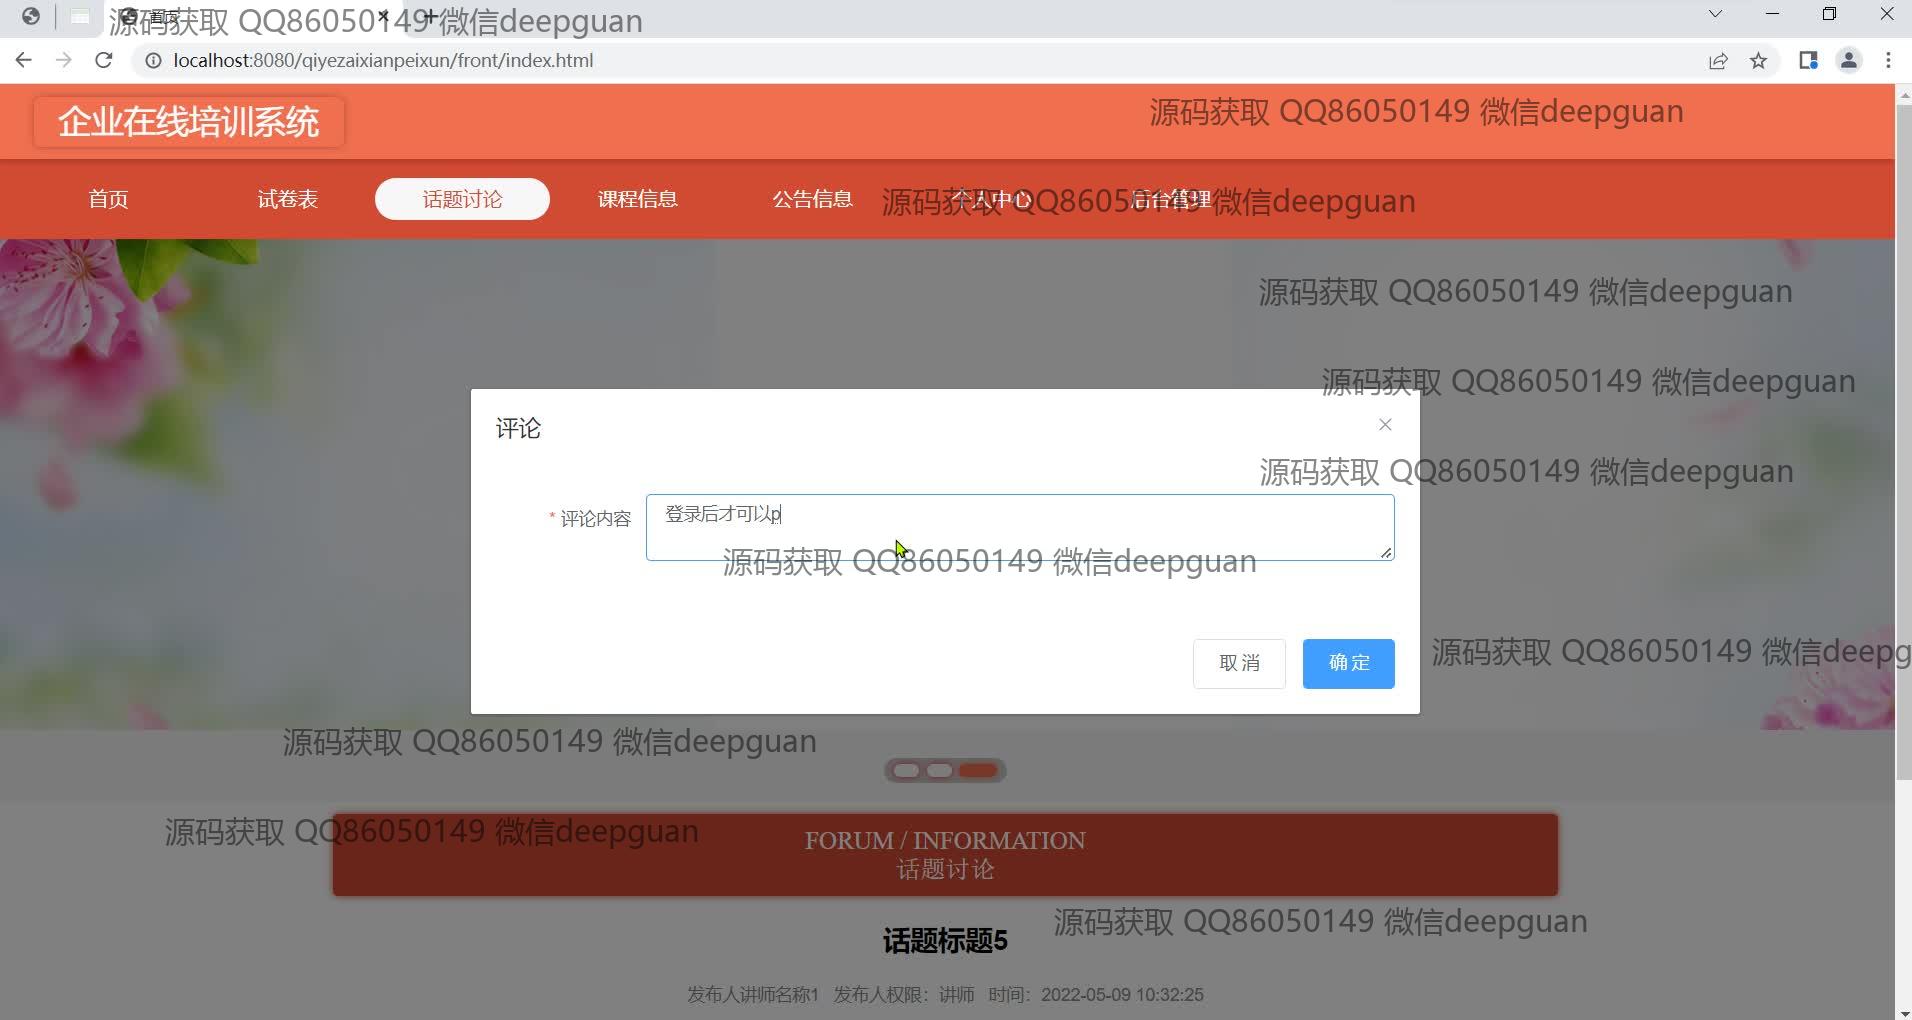 首页
源码获取 QQ86050149 微信deepguan
localhost:8080/qiyezaixianpeixun/front/index.html
企业在线培训系统
源码获取 QQ86050149 微信deepguan
首页 试卷表 话题讨论 课程信息 公告信息 个人中心 后台管理
源码获取 QQ86050149 微信deepguan
源码获取 QQ86050149 微信deepguan
源码获取 QQ86050149 微信deepguan
评论
源码获取 QQ86050149 微信deepguan
* 评论内容 登录后才可以p
源码获取 QQ86050149 微信deepguan
取消 确定
源码获取 QQ86050149 微信deepg
源码获取 QQ86050149 微信deepguan
源码获取 QQ86050149 微信deepguan
FORUM / INFORMATION
话题讨论
源码获取 QQ86050149 微信deepguan
话题标题5
发布人讲师名称1 发布人权限：讲师 时间：2022-05-09 10:32:25